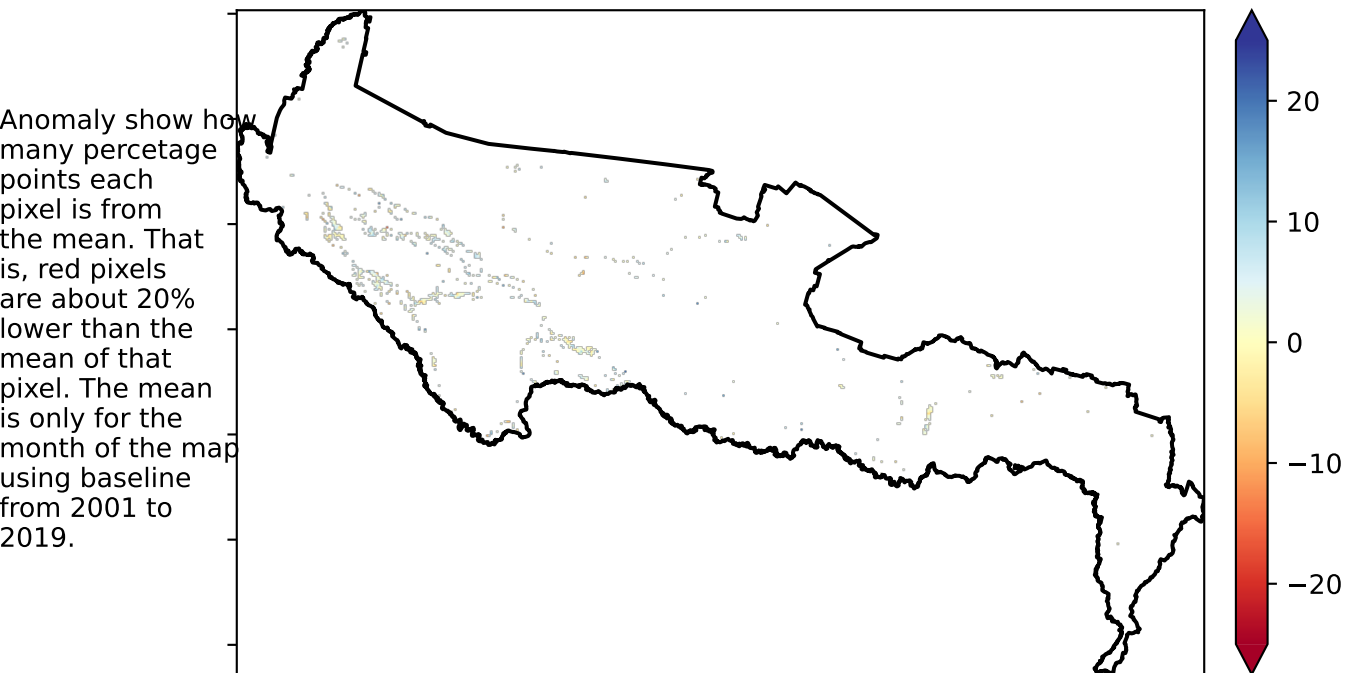 Anomaly show how
many percetage
points each
pixel is from
the mean. That
is, red pixels
are about 20%
lower than the
mean of that
pixel. The mean
is only for the
month of the map
using baseline
from 2001 to
2019.
20
10
0
−10
−20